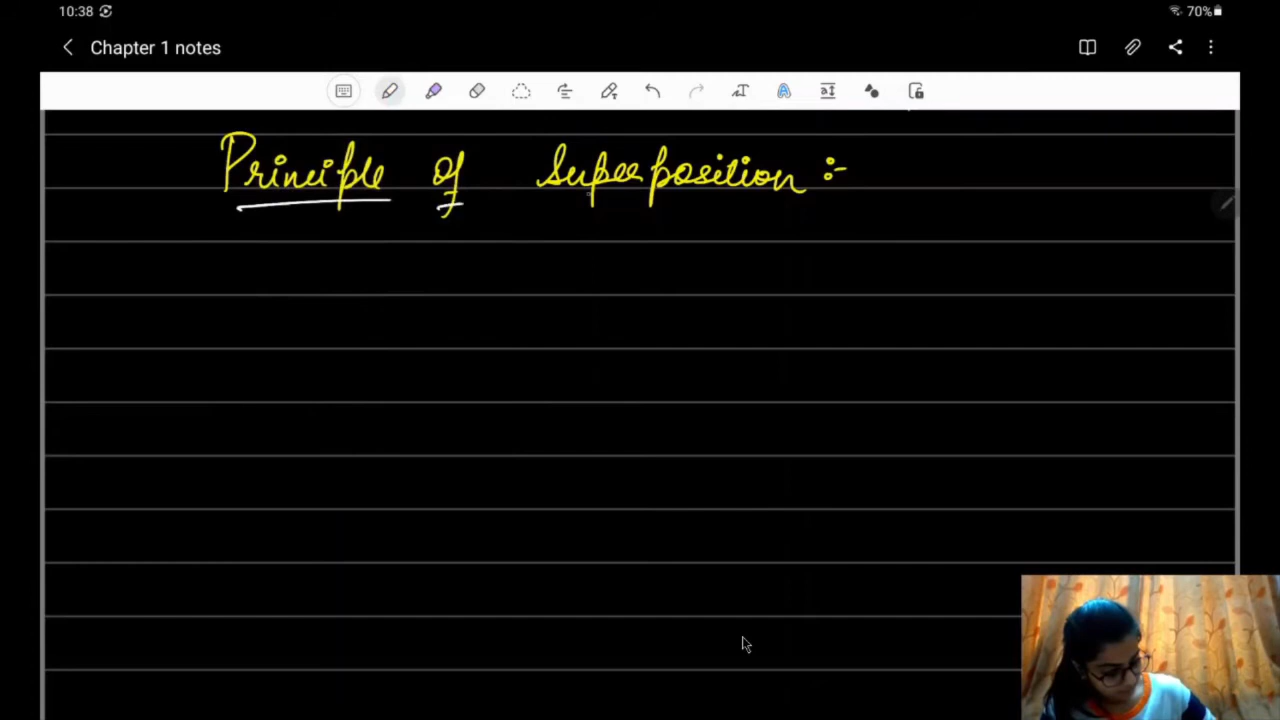 10:38 70%
Chapter 1 notes
Principle of Superposition :-